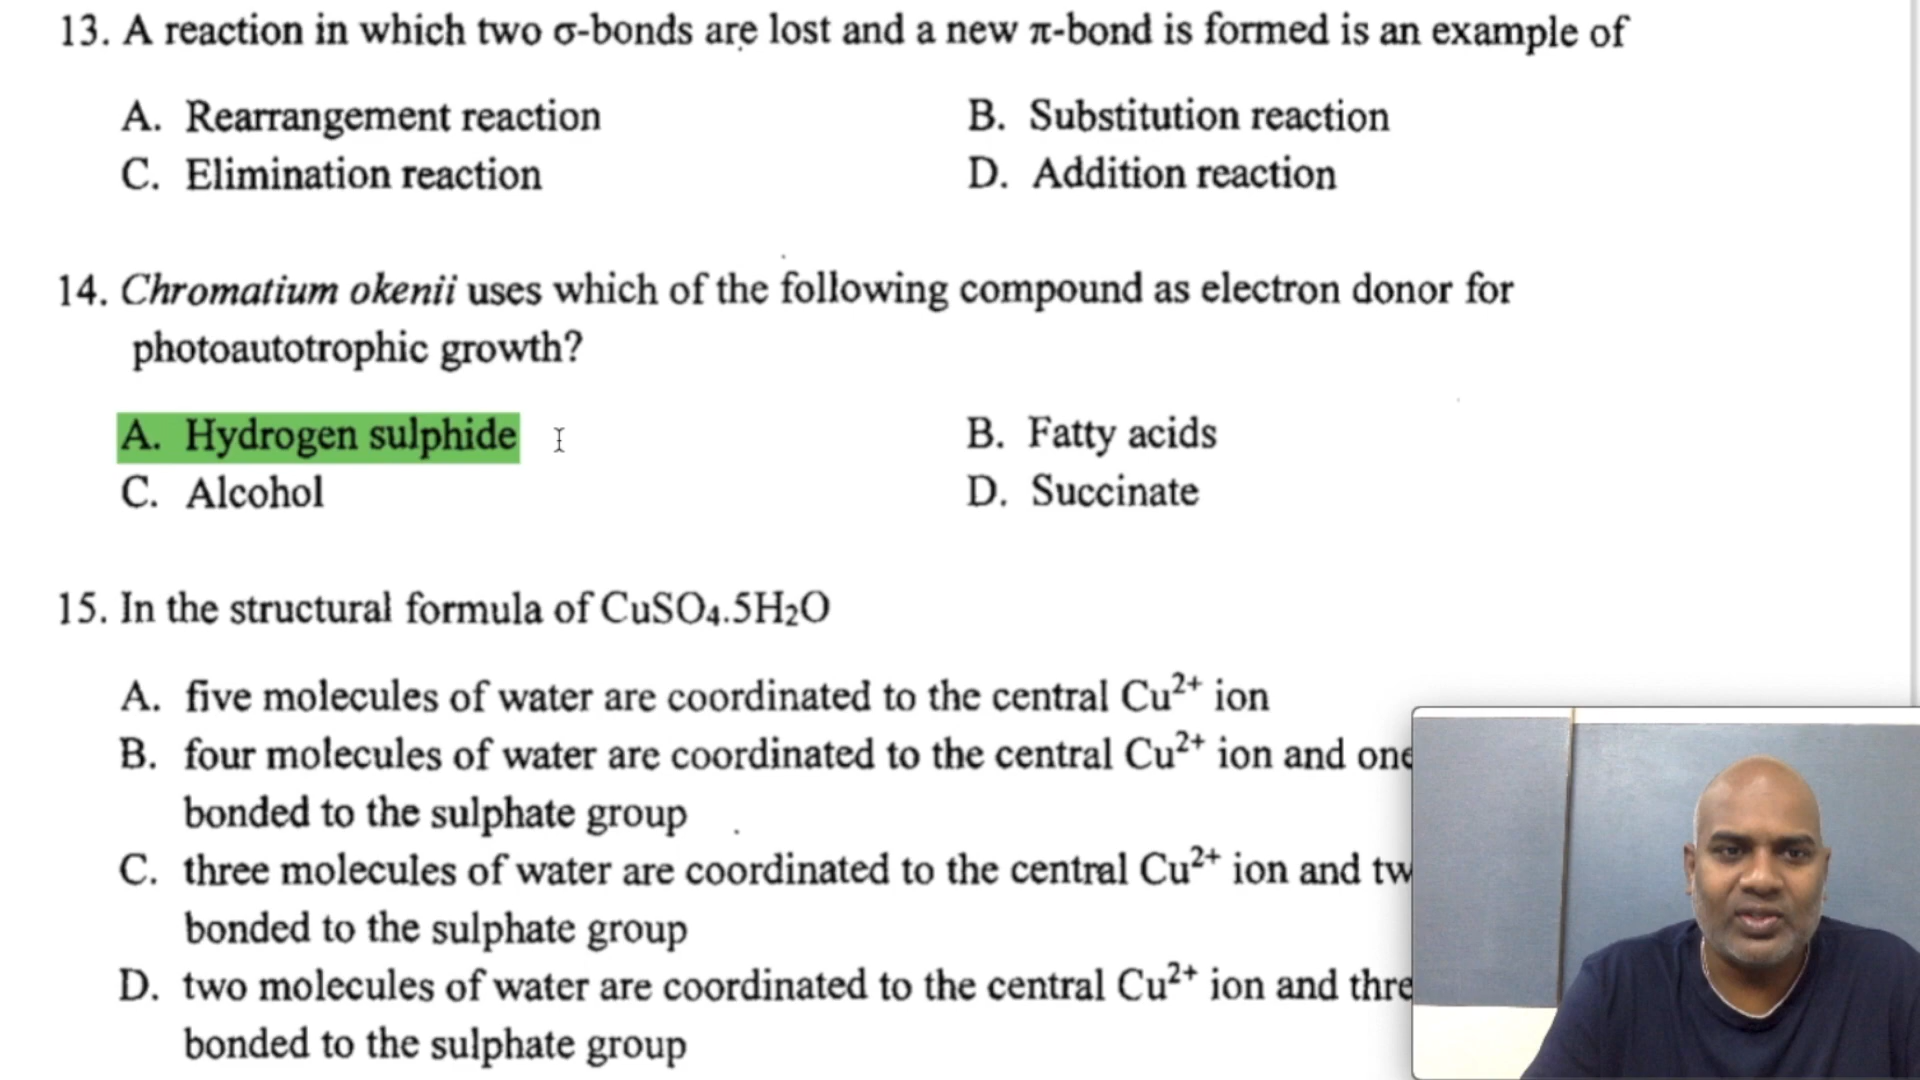 13. A reaction in which two σ-bonds are lost and a new π-bond is formed is an example of
A. Rearrangement reaction B. Substitution reaction
C. Elimination reaction D. Addition reaction
14. Chromatium okenii uses which of the following compound as electron donor for
photoautotrophic growth?
A. Hydrogen sulphide B. Fatty acids
C. Alcohol D. Succinate
15. In the structural formula of CuSO₄.5H₂O
A. five molecules of water are coordinated to the central Cu²⁺ ion
B. four molecules of water are coordinated to the central Cu²⁺ ion and one
bonded to the sulphate group
C. three molecules of water are coordinated to the central Cu²⁺ ion and
bonded to the sulphate group
D. two molecules of water are coordinated to the central Cu²⁺ ion and
bonded to the sulphate group